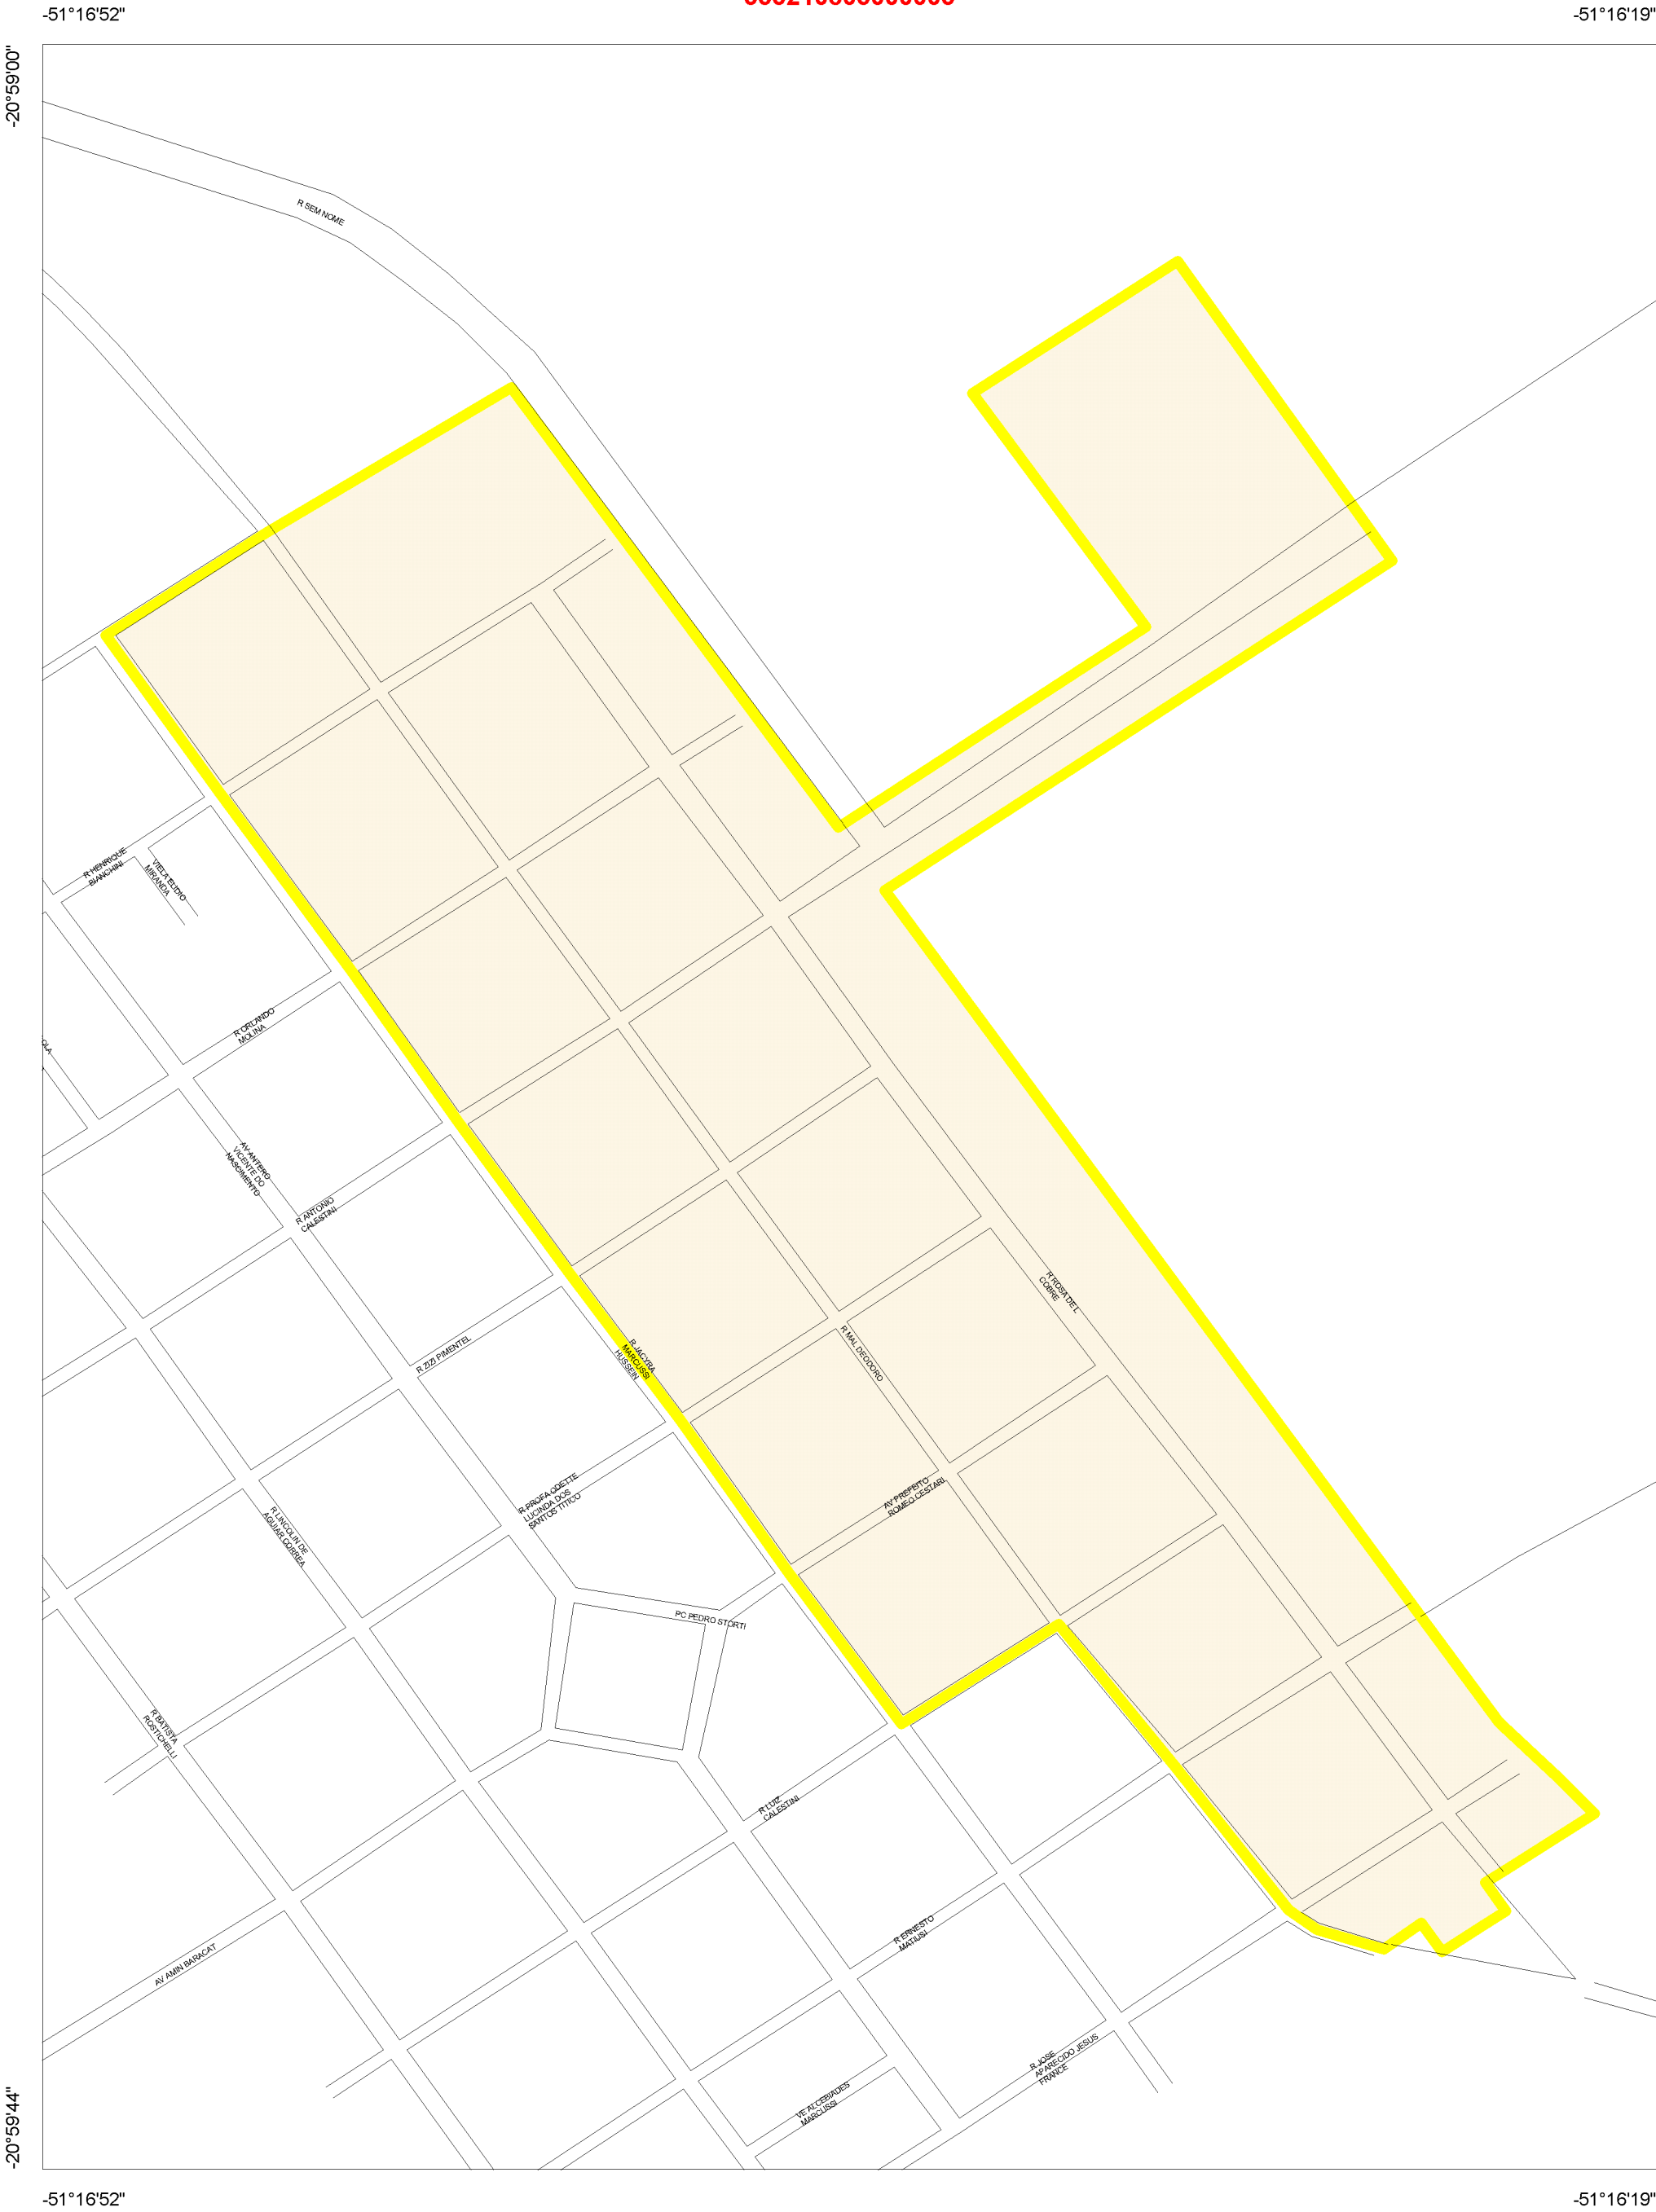 -51°16'52"
-51°16'19"
-20°59'00"
R SEM NOME
R HENRIQUE
BIANCHINI
VIELA ELIDIO
MIRANDA
R ORLANDO
MOLINA
AV ANTERO
VICENTE DO
NASCIMENTO
R ANTONIO
CALESTINI
R ROSA DE L
COBRE
R ZIZI PIMENTEL
R JACYRA
MARCUSSI
HUSSEIN
R MAL DEODORO
R PROFA ODETTE
LUCINDA DOS
SANTOS TITICO
AV PREFEITO
ROMEO CESTARI
R LINCOLIN DE
AGUIAR CORREA
PC PEDRO STORTI
R BATISTA
ROSTICHELLI
R LUIZ
CALESTINI
R ERNESTO
MATIUSI
AV AMIN BARACAT
R JOSE
APARECIDO JESUS
FRANCE
VE ALCEBIADES
MARCUSSI
-20°59'44"
-51°16'52"
-51°16'19"